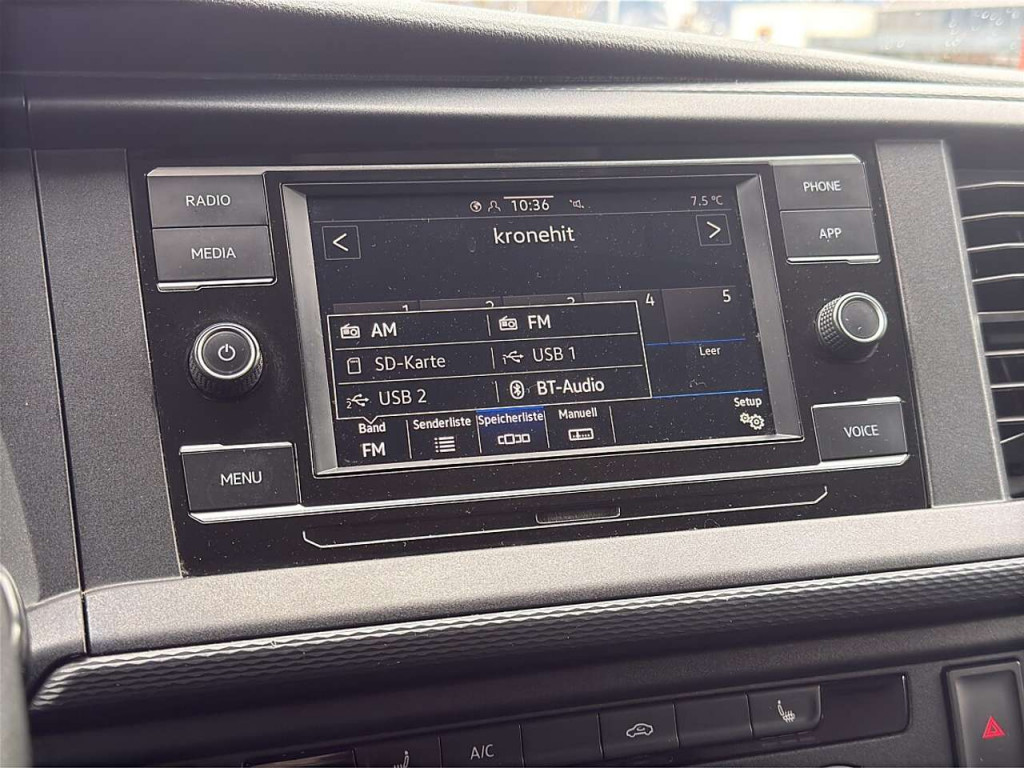 RADIO
MEDIA
MENU
PHONE
APP
VOICE
10:36
7.5 °C
<
kronehit
>
1 2 3 4 5
Leer
AM
FM
SD-Karte
USB 1
2 USB 2
BT-Audio
Band
FM
Senderliste
Speicherliste
Manuell
Setup
A/C